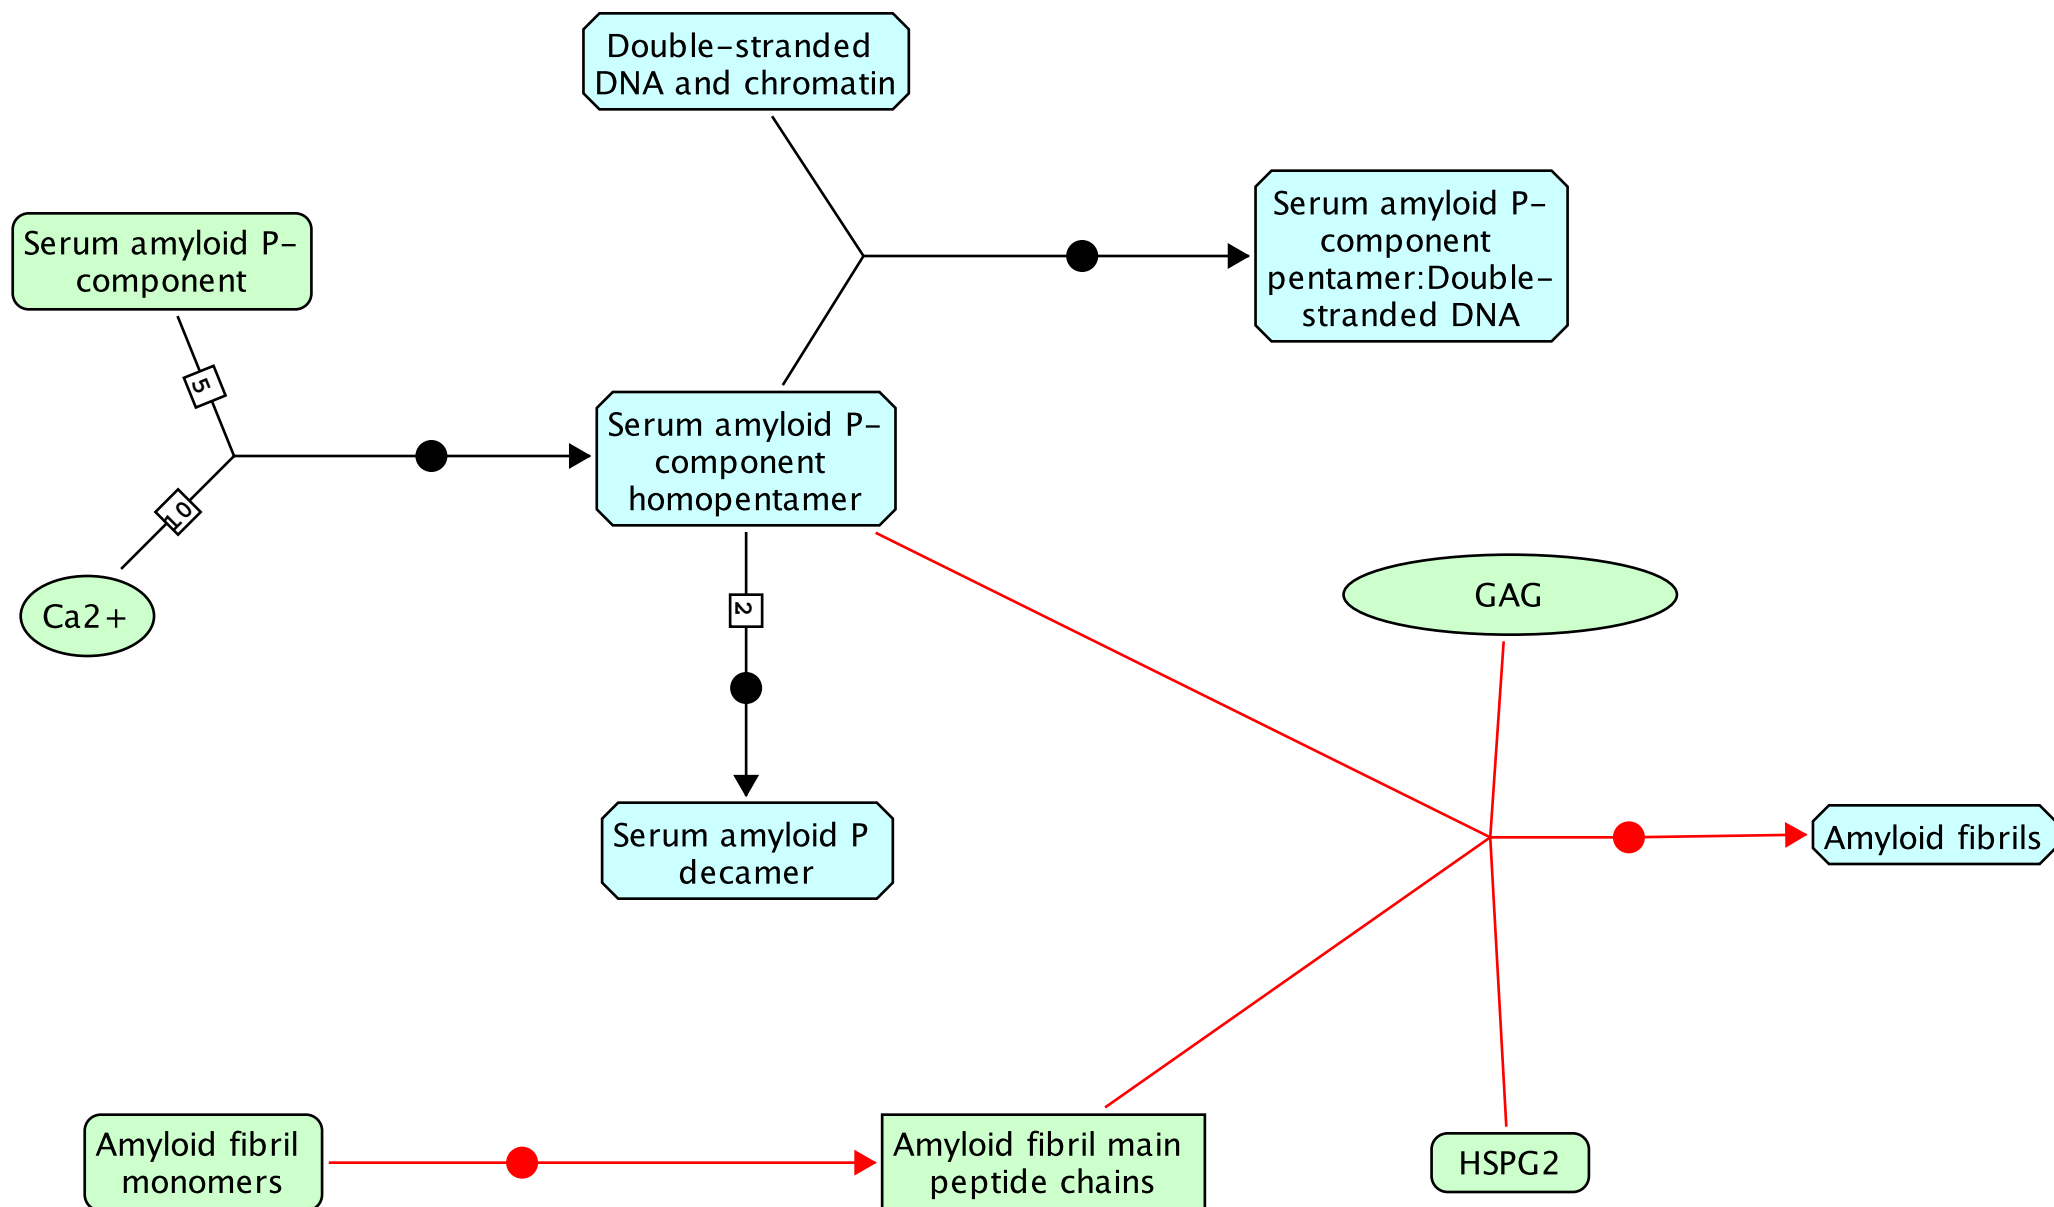 Double-stranded
DNA and chromatin
Serum amyloid P-
component
pentamer:Double-
stranded DNA
Serum amyloid P-
component
5
10
Ca2+
Serum amyloid P-
component
homopentamer
2
GAG
Serum amyloid P
decamer
Amyloid fibrils
Amyloid fibril
monomers
Amyloid fibril main
peptide chains
HSPG2